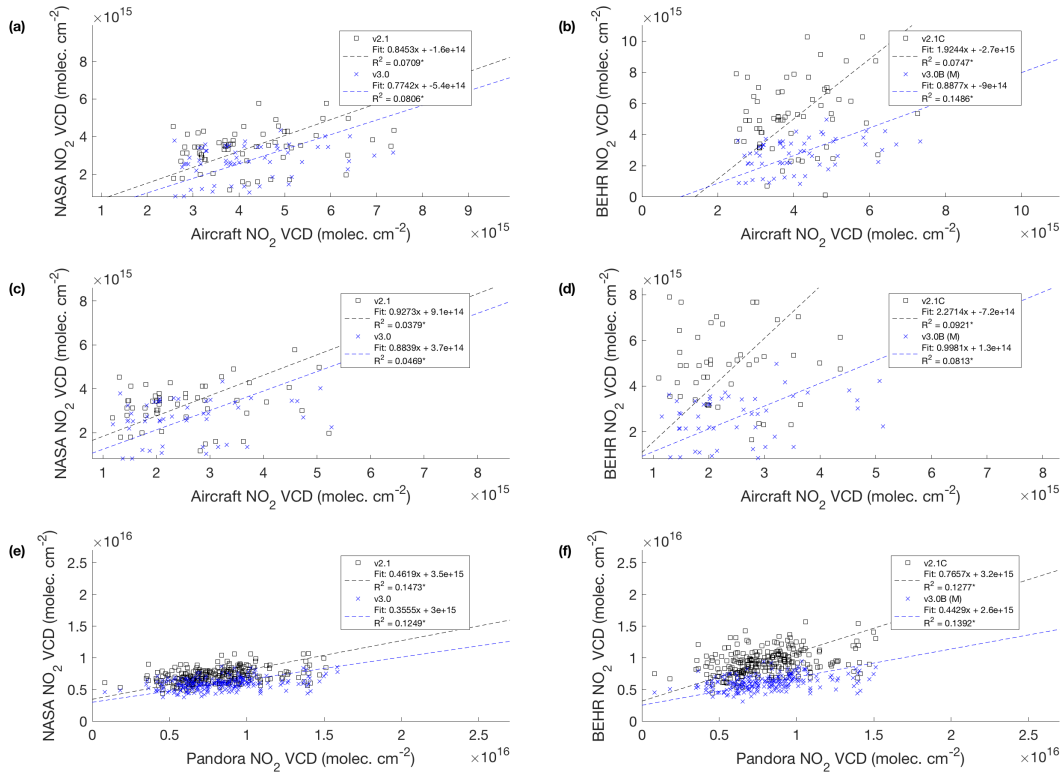 (a)
×10^15
NASA NO_2 VCD (molec. cm^-2)
8
6
4
2
v2.1
Fit: 0.8453x + -1.6e+14
R^2 = 0.0709*
v3.0
Fit: 0.7742x + -5.4e+14
R^2 = 0.0806*
1 2 3 4 5 6 7 8 9
×10^15
Aircraft NO_2 VCD (molec. cm^-2)
(b)
×10^15
BEHR NO_2 VCD (molec. cm^-2)
10
8
6
4
2
0
v2.1C
Fit: 1.9244x + -2.7e+15
R^2 = 0.0747*
v3.0B (M)
Fit: 0.8877x + -9e+14
R^2 = 0.1486*
0 2 4 6 8 10
×10^15
Aircraft NO_2 VCD (molec. cm^-2)
(c)
×10^15
NASA NO_2 VCD (molec. cm^-2)
8
6
4
2
v2.1
Fit: 0.9273x + 9.1e+14
R^2 = 0.0379*
v3.0
Fit: 0.8839x + 3.7e+14
R^2 = 0.0469*
1 2 3 4 5 6 7 8
×10^15
Aircraft NO_2 VCD (molec. cm^-2)
(d)
×10^15
BEHR NO_2 VCD (molec. cm^-2)
8
6
4
2
v2.1C
Fit: 2.2714x + -7.2e+14
R^2 = 0.0921*
v3.0B (M)
Fit: 0.9981x + 1.3e+14
R^2 = 0.0813*
1 2 3 4 5 6 7 8
×10^15
Aircraft NO_2 VCD (molec. cm^-2)
(e)
×10^16
NASA NO_2 VCD (molec. cm^-2)
2.5
2
1.5
1
0.5
0
v2.1
Fit: 0.4619x + 3.5e+15
R^2 = 0.1473*
v3.0
Fit: 0.3555x + 3e+15
R^2 = 0.1249*
0 0.5 1 1.5 2 2.5
×10^16
Pandora NO_2 VCD (molec. cm^-2)
(f)
×10^16
BEHR NO_2 VCD (molec. cm^-2)
2.5
2
1.5
1
0.5
0
v2.1C
Fit: 0.7657x + 3.2e+15
R^2 = 0.1277*
v3.0B (M)
Fit: 0.4429x + 2.6e+15
R^2 = 0.1392*
0 0.5 1 1.5 2 2.5
×10^16
Pandora NO_2 VCD (molec. cm^-2)